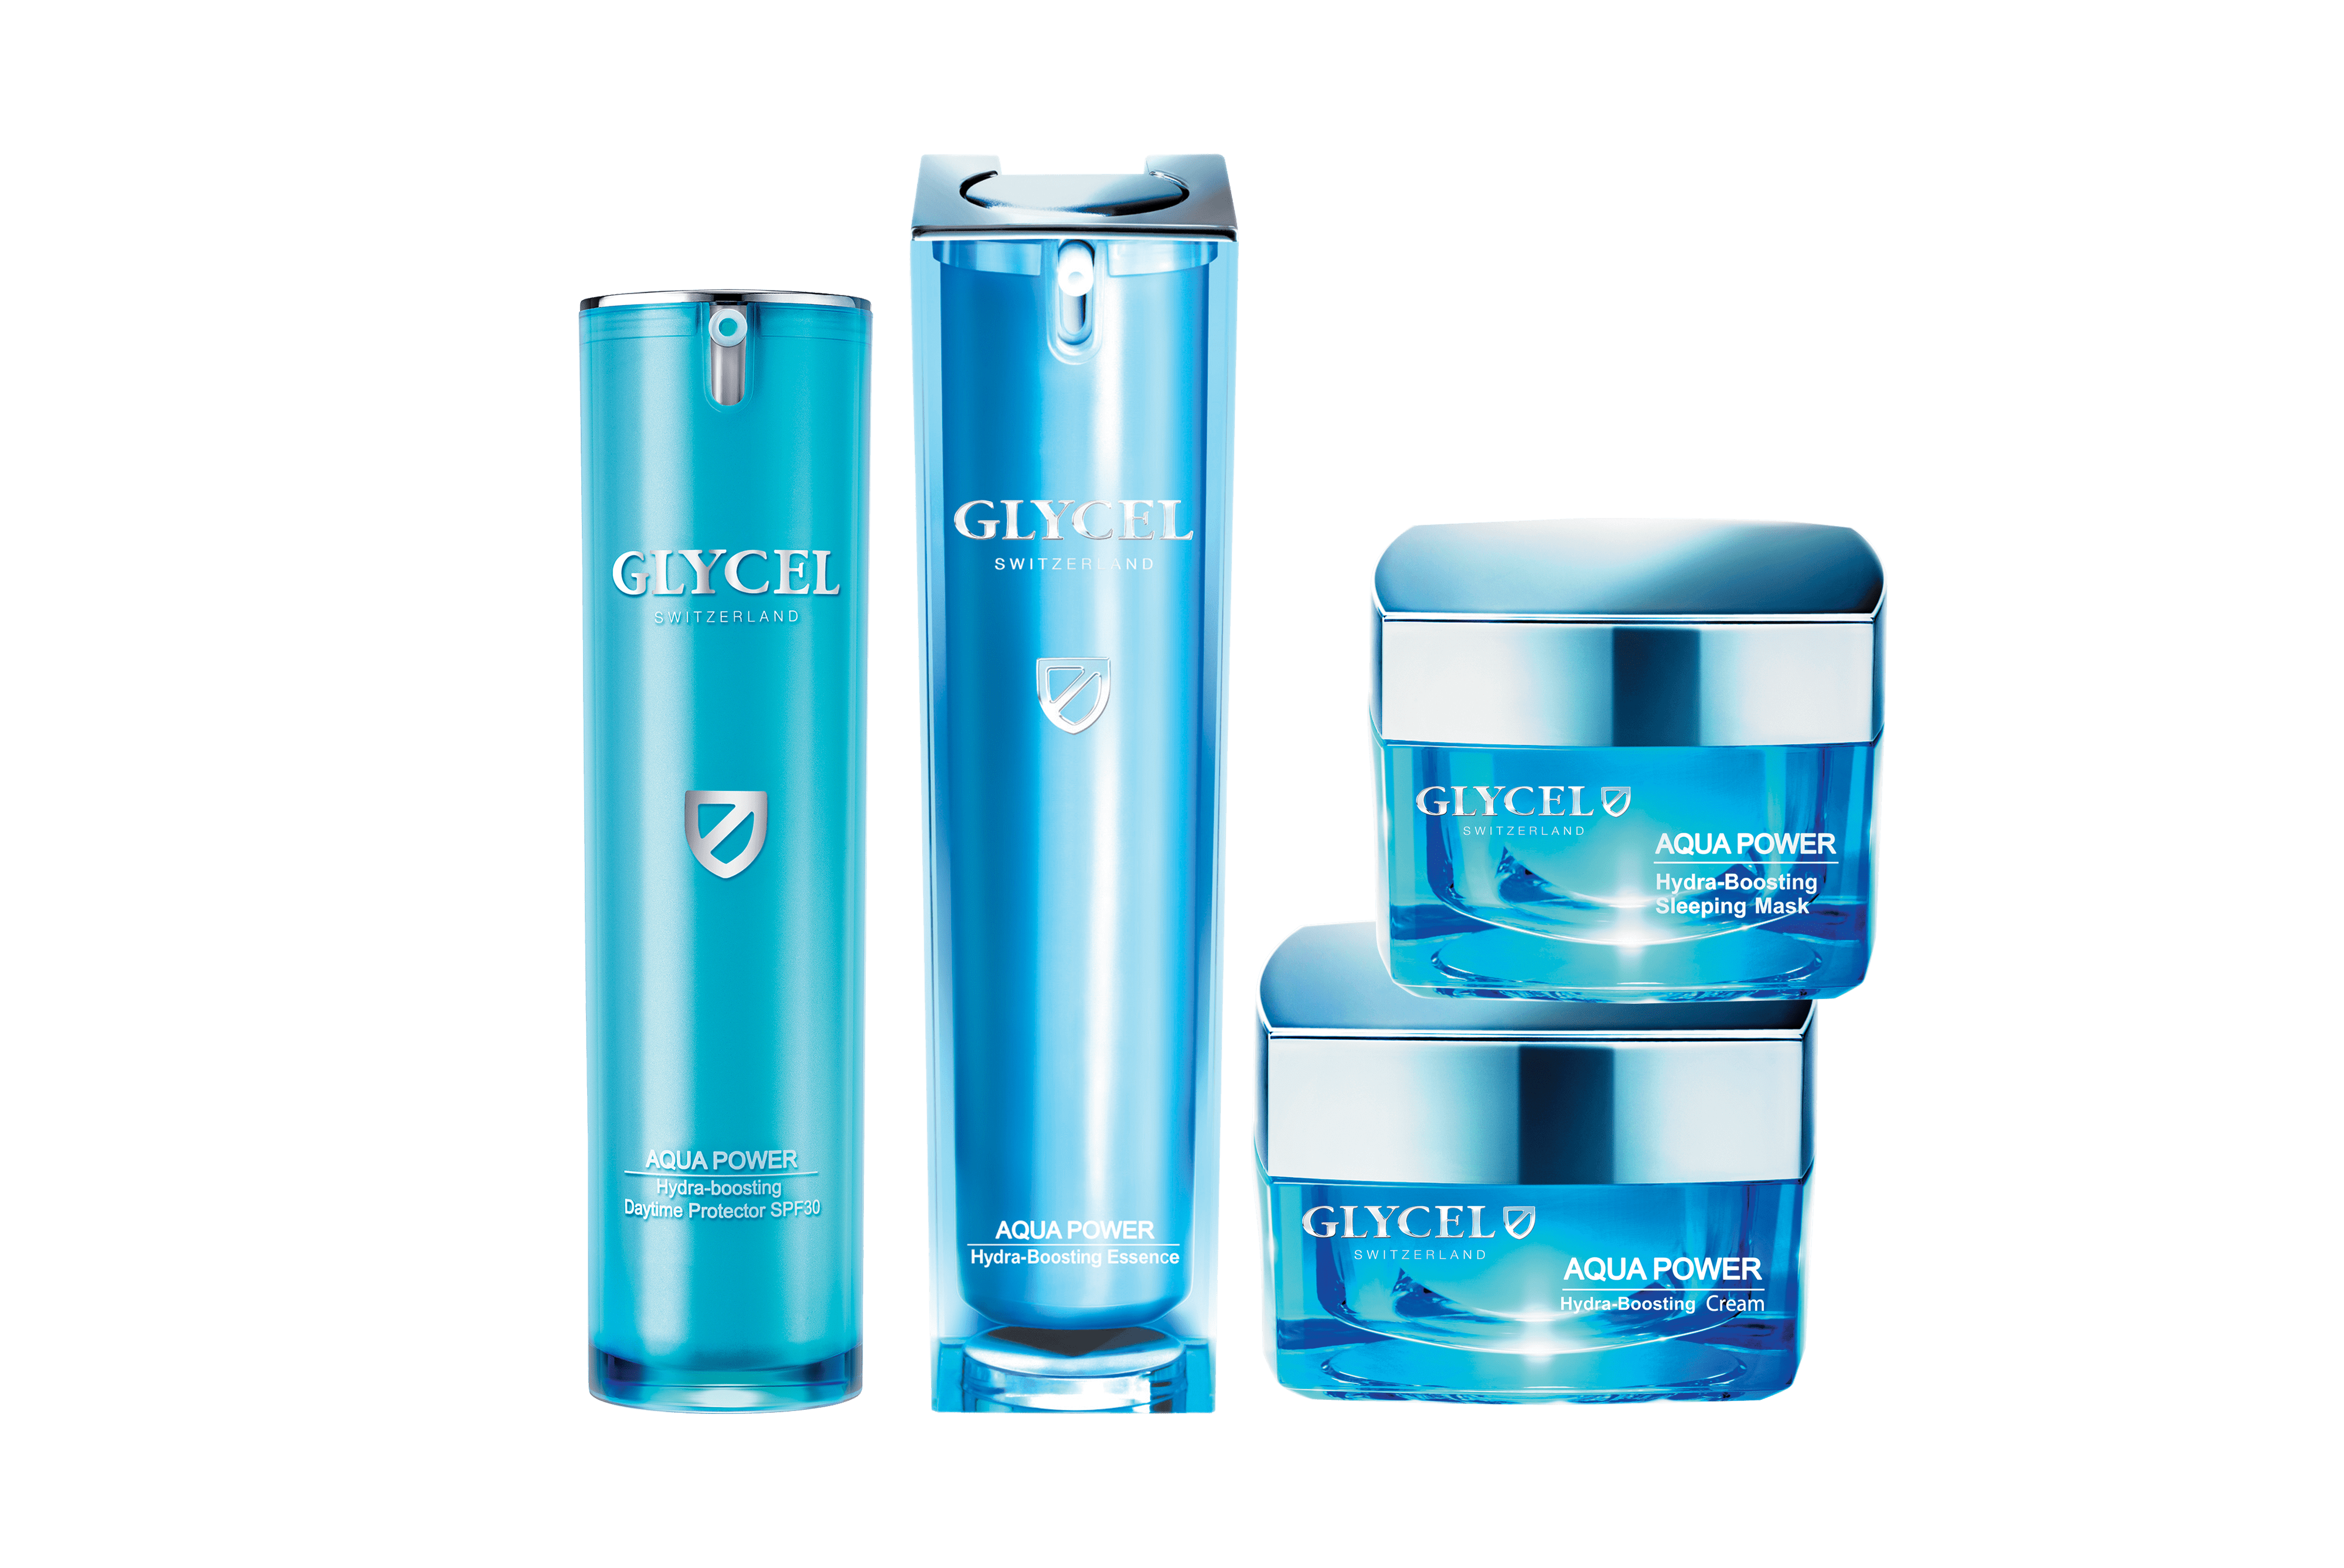 GLYCEL
SWITZERLAND
AQUA POWER
Hydra-boosting
Daytime Protector SPF30
GLYCEL
SWITZERLAND
AQUA POWER
Hydra-Boosting Essence
GLYCEL
SWITZERLAND
AQUA POWER
Hydra-Boosting
Sleeping Mask
GLYCEL
SWITZERLAND
AQUA POWER
Hydra-Boosting Cream